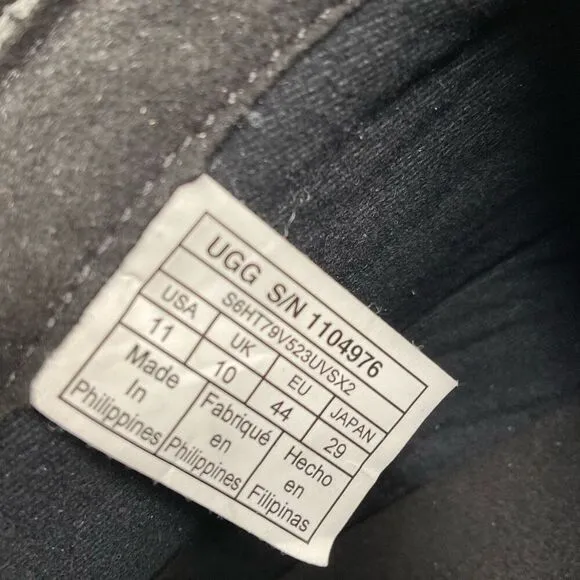 UGG S/N 1104976
S6HT79V523UVSX2
USA UK EU JAPAN
11 10 44 29
Made Fabriqué Hecho
In en en
Philippines Philippines Filipinas